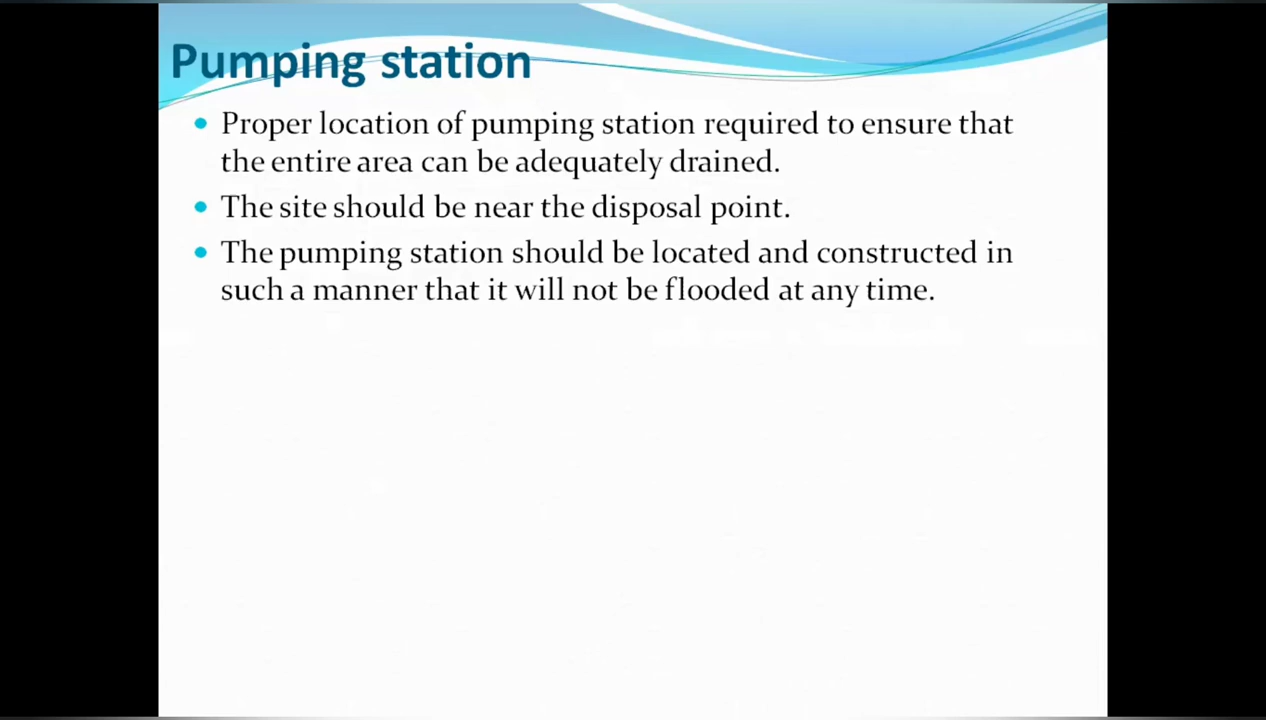 Pumping station
• Proper location of pumping station required to ensure that
the entire area can be adequately drained.
• The site should be near the disposal point.
• The pumping station should be located and constructed in
such a manner that it will not be flooded at any time.